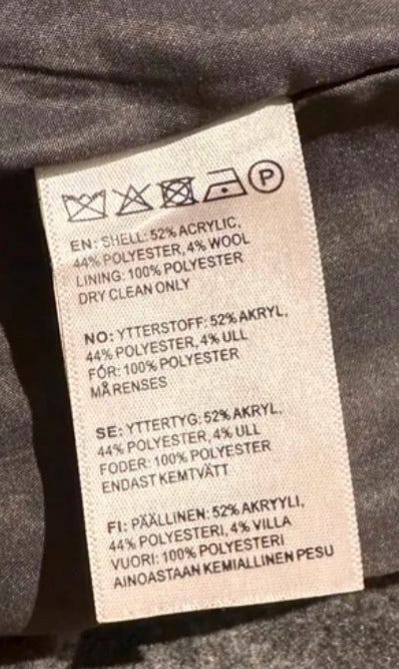 P
EN: SHELL: 52% ACRYLIC,
44% POLYESTER, 4% WOOL
LINING: 100% POLYESTER
DRY CLEAN ONLY
NO: YTTERSTOFF: 52% AKRYL,
44% POLYESTER, 4% ULL
FÓR: 100% POLYESTER
MÅ RENSES
SE: YTTERTYG: 52% AKRYL,
44% POLYESTER, 4% ULL
FODER: 100% POLYESTER
ENDAST KEMTVÄTT
FI: PÄÄLLINEN: 52% AKRYYLI,
44% POLYESTERI, 4% VILLA
VUORI: 100% POLYESTERI
AINOASTAAN KEMIALLINEN PESU